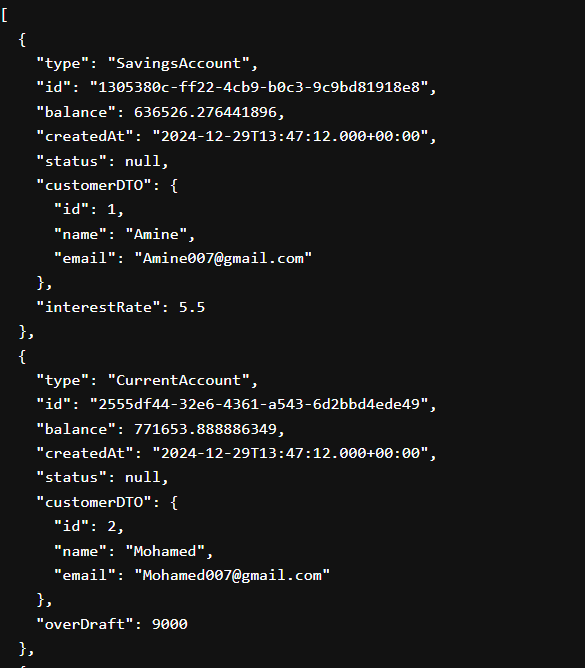 [
  {
    "type": "SavingsAccount",
    "id": "1305380c-ff22-4cb9-b0c3-9c9bd81918e8",
    "balance": 636526.276441896,
    "createdAt": "2024-12-29T13:47:12.000+00:00",
    "status": null,
    "customerDTO": {
      "id": 1,
      "name": "Amine",
      "email": "Amine007@gmail.com"
    },
    "interestRate": 5.5
  },
  {
    "type": "CurrentAccount",
    "id": "2555df44-32e6-4361-a543-6d2bbd4ede49",
    "balance": 771653.888886349,
    "createdAt": "2024-12-29T13:47:12.000+00:00",
    "status": null,
    "customerDTO": {
      "id": 2,
      "name": "Mohamed",
      "email": "Mohamed007@gmail.com"
    },
    "overDraft": 9000
  },